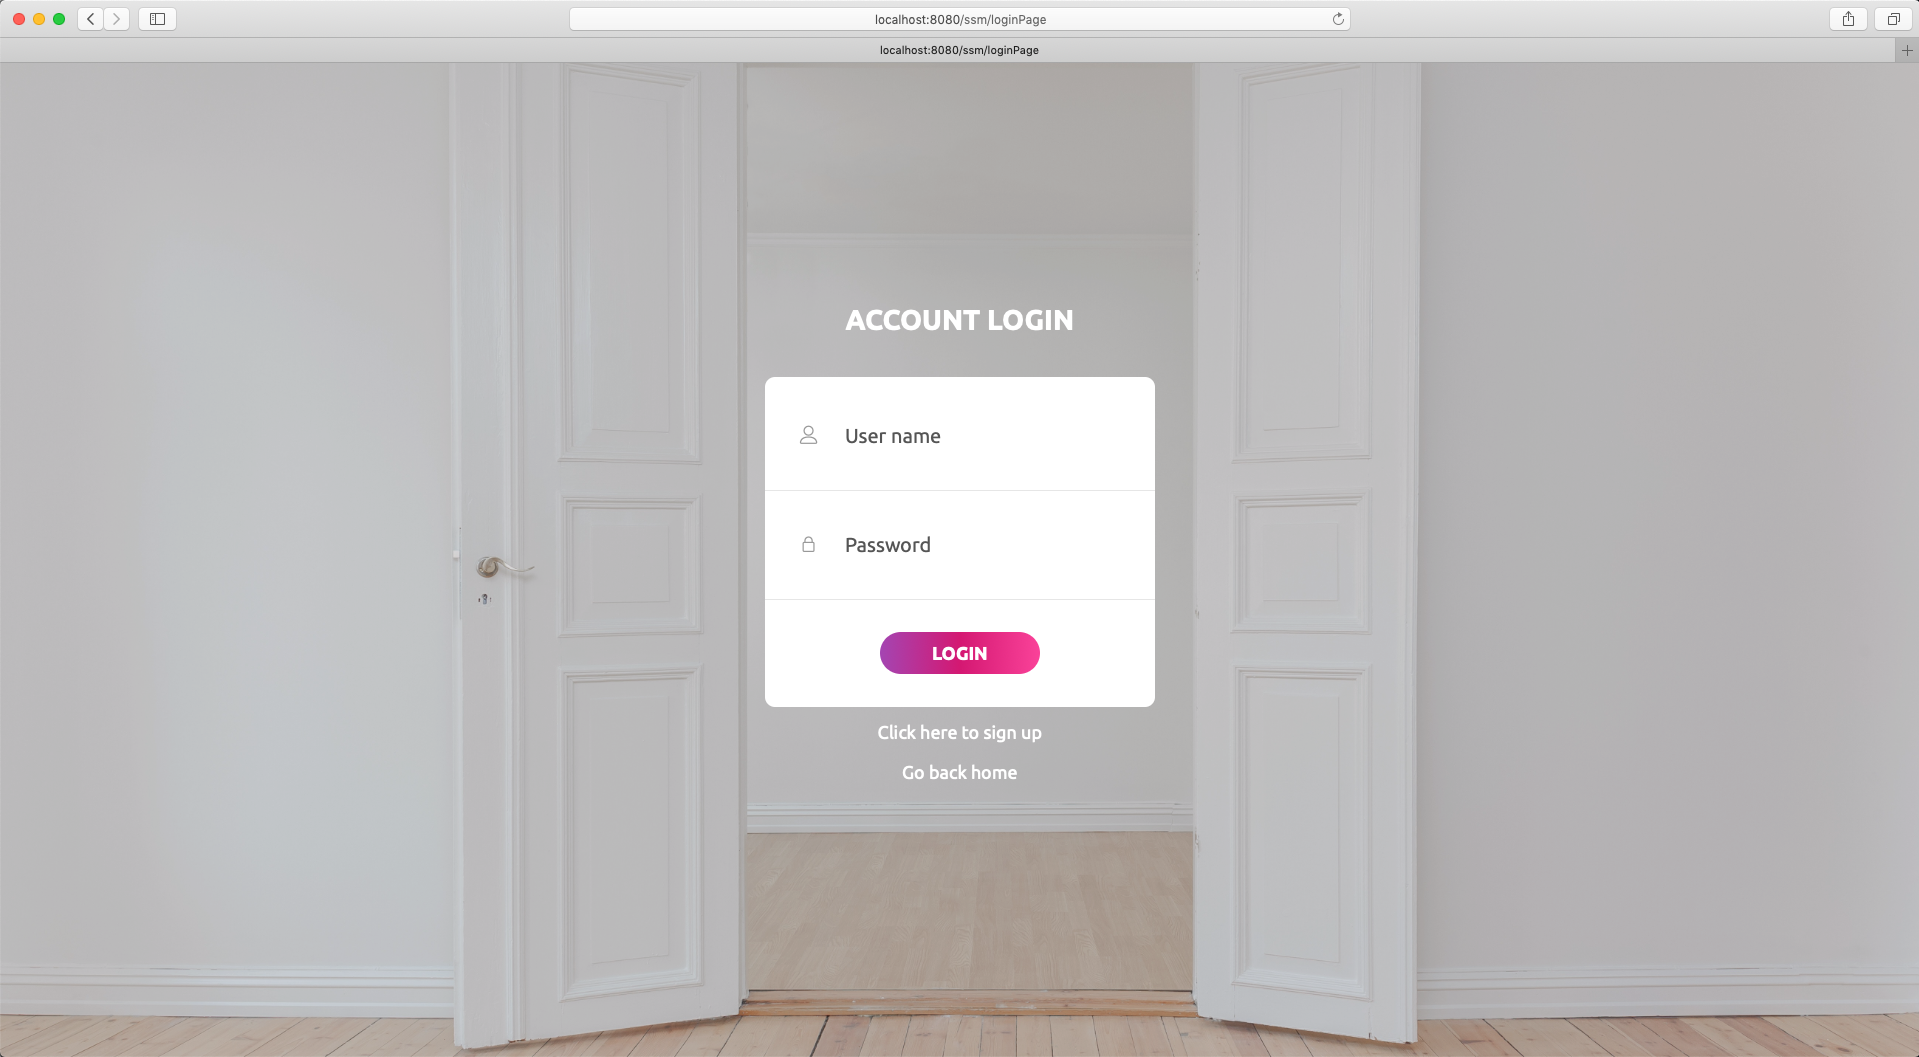 localhost:8080/ssm/loginPage
localhost:8080/ssm/loginPage
ACCOUNT LOGIN
User name
Password
LOGIN
Click here to sign up
Go back home